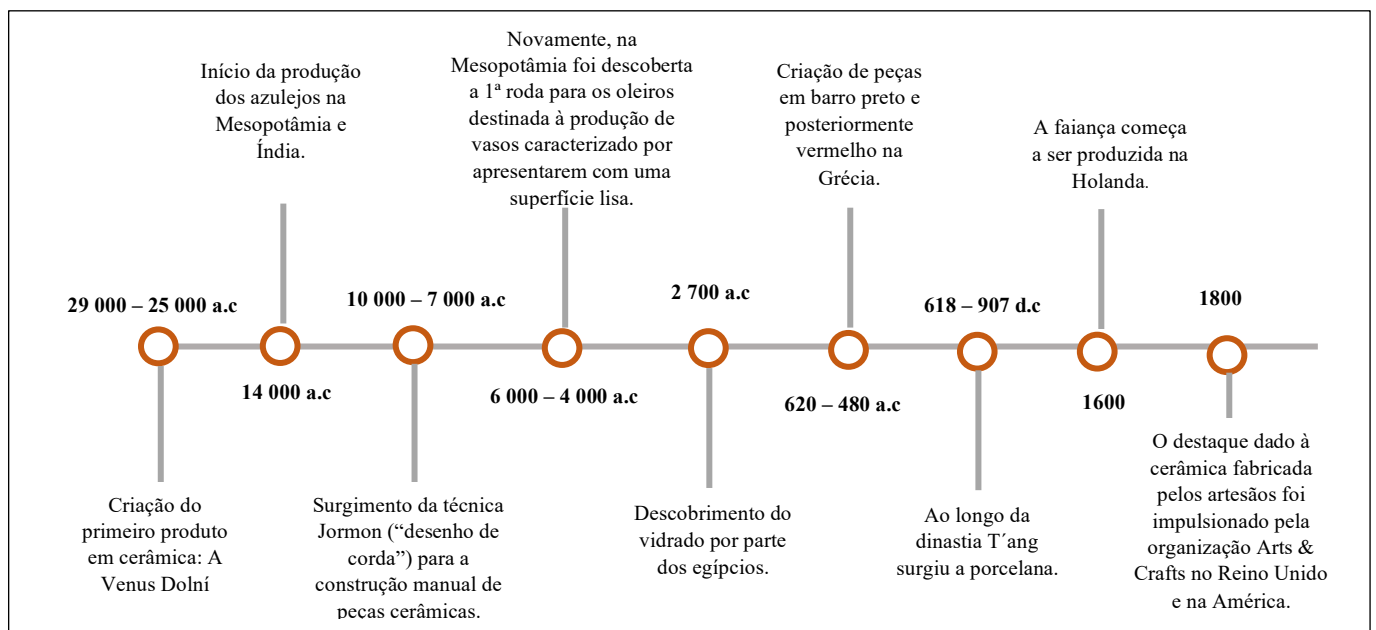 Início da produção
dos azulejos na
Mesopotâmia e
Índia.
Novamente, na
Mesopotâmia foi descoberta
a 1ª roda para os oleiros
destinada à produção de
vasos caracterizado por
apresentarem com uma
superfície lisa.
Criação de peças
em barro preto e
posteriormente
vermelho na
Grécia.
A faiança começa
a ser produzida na
Holanda.
29 000 – 25 000 a.c
10 000 – 7 000 a.c
2 700 a.c
618 – 907 d.c
1800
14 000 a.c
6 000 – 4 000 a.c
620 – 480 a.c
1600
Criação do
primeiro produto
em cerâmica: A
Venus Dolní
Surgimento da técnica
Jormon (“desenho de
corda”) para a
construção manual de
peças cerâmicas.
Descobrimento do
vidrado por parte
dos egípcios.
Ao longo da
dinastia T´ang
surgiu a porcelana.
O destaque dado à
cerâmica fabricada
pelos artesãos foi
impulsionado pela
organização Arts &
Crafts no Reino Unido
e na América.